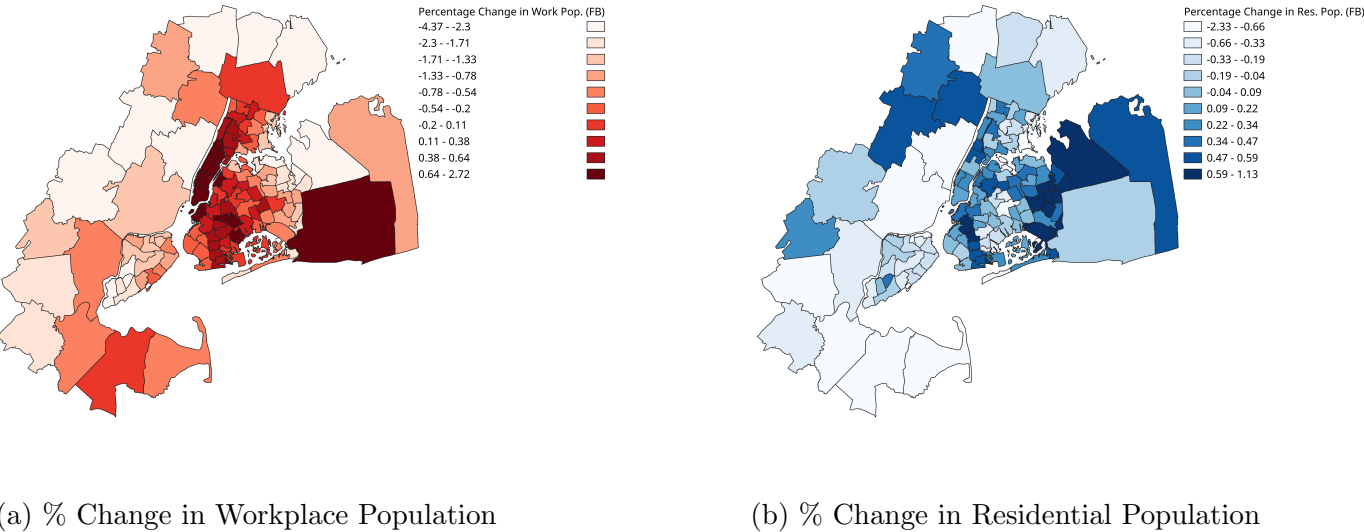 Percentage Change in Work Pop. (FB)
-4.37 - -2.3
-2.3 - -1.71
-1.71 - -1.33
-1.33 - -0.78
-0.78 - -0.54
-0.54 - -0.2
-0.2 - 0.11
0.11 - 0.38
0.38 - 0.64
0.64 - 2.72
Percentage Change in Res. Pop. (FB)
-2.33 - -0.66
-0.66 - -0.33
-0.33 - -0.19
-0.19 - -0.04
-0.04 - 0.09
0.09 - 0.22
0.22 - 0.34
0.34 - 0.47
0.47 - 0.59
0.59 - 1.13
(a) % Change in Workplace Population
(b) % Change in Residential Population